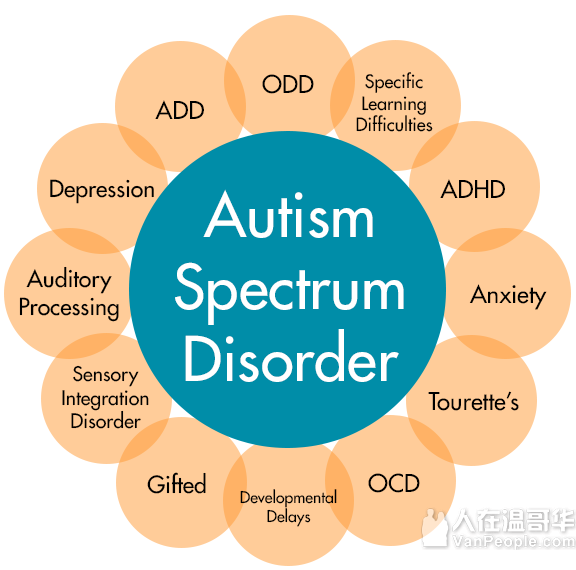 Autism
Spectrum
Disorder
ODD
Specific
Learning
Difficulties
ADHD
Anxiety
Tourette's
OCD
Developmental
Delays
Gifted
Sensory
Integration
Disorder
Auditory
Processing
Depression
ADD
人在温哥华
VanPeople.com